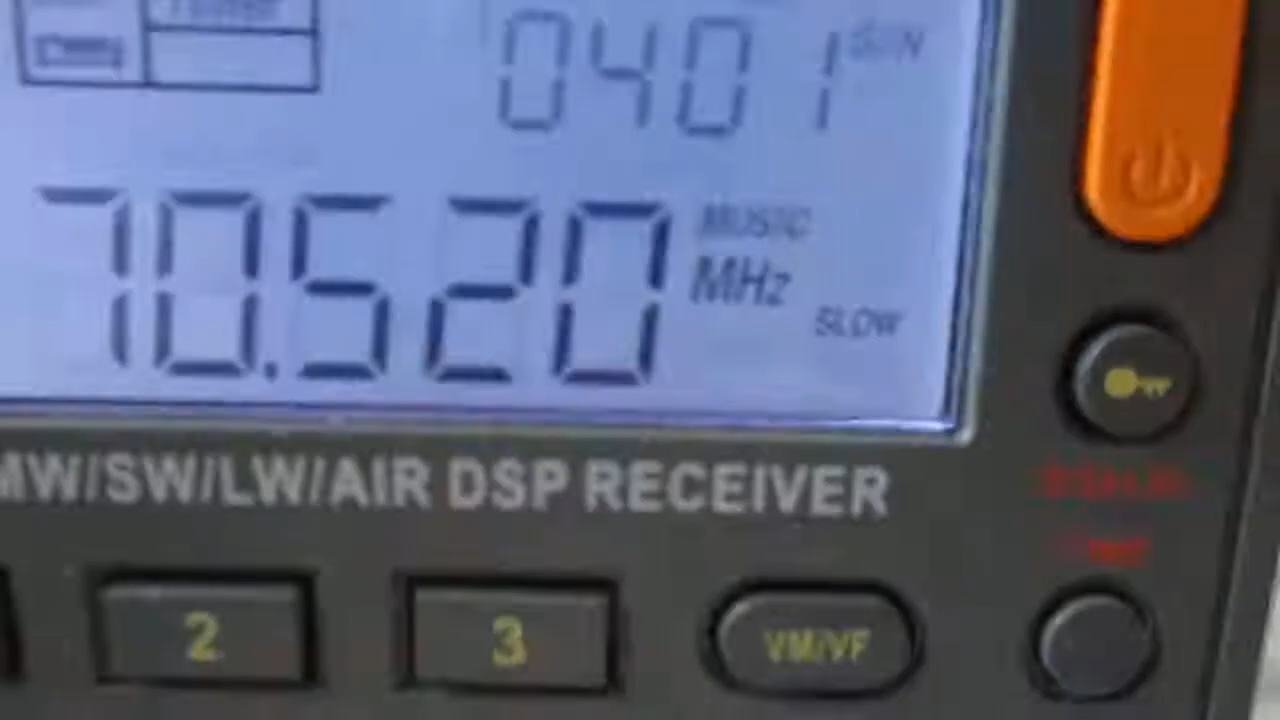 0401 S/N
70.520 MUSIC MHz SLOW
MW/SW/LW/AIR DSP RECEIVER
2 3 VM/VF